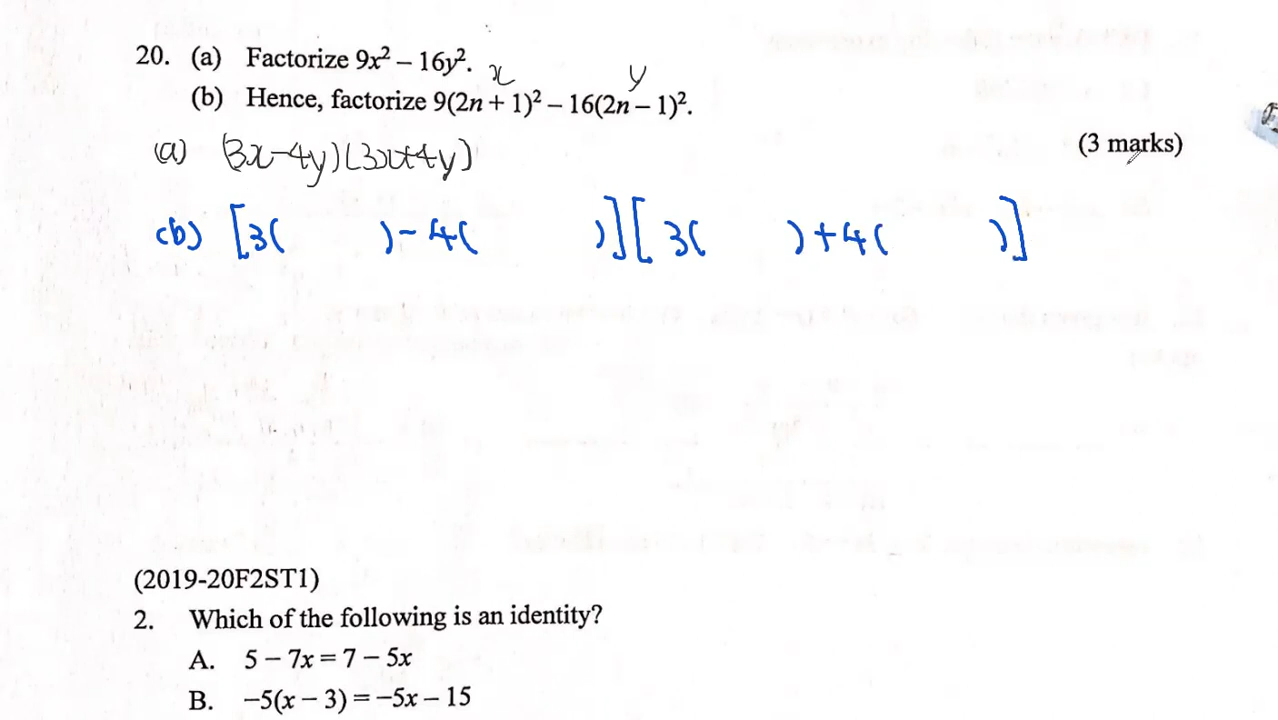 20. (a) Factorize 9x² – 16y².
x y
(b) Hence, factorize 9(2n + 1)² – 16(2n – 1)².
(3 marks)
(a) (3x-4y)(3x+4y)
(b) [3( )-4( )][3( )+4( )]
(2019-20F2ST1)
2. Which of the following is an identity?
A. 5 – 7x = 7 – 5x
B. –5(x – 3) = –5x – 15